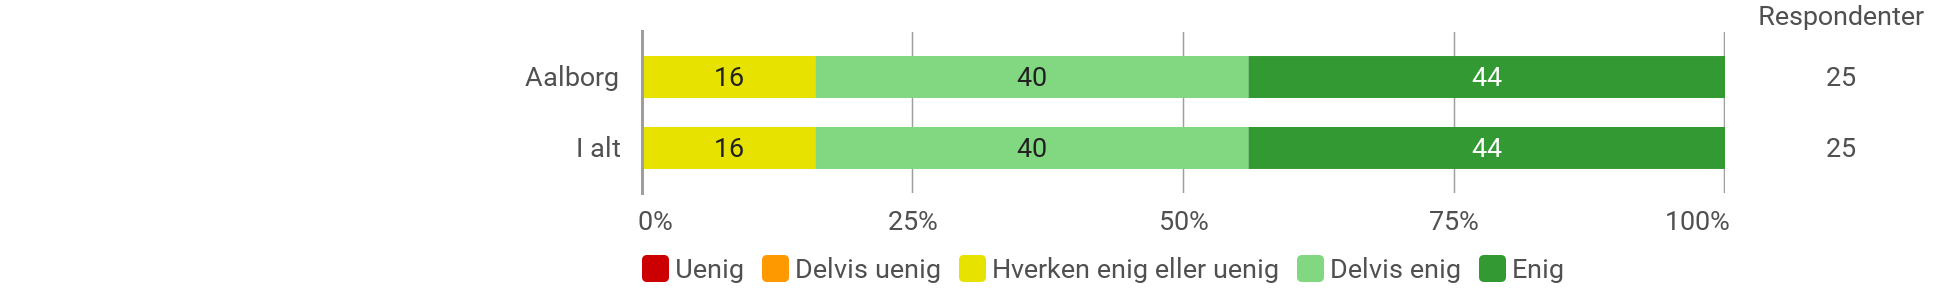 Respondenter
Aalborg 16 40 44 25
I alt 16 40 44 25
0% 25% 50% 75% 100%
Uenig Delvis uenig Hverken enig eller uenig Delvis enig Enig